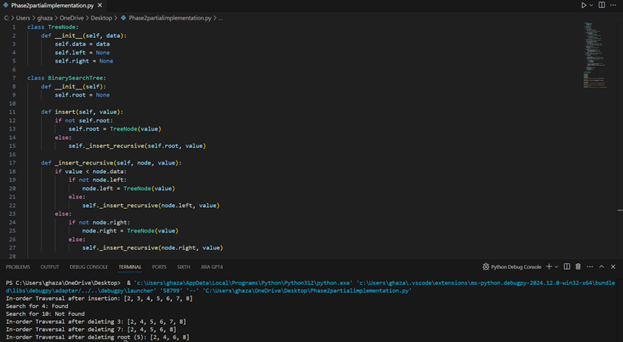 Phase2partialimplementation.py
C: > Users > ghaza > OneDrive > Desktop > Phase2partialimplementation.py > ...
1 class TreeNode:
2 def __init__(self, data):
3 self.data = data
4 self.left = None
5 self.right = None
6
7 class BinarySearchTree:
8 def __init__(self):
9 self.root = None
10
11 def insert(self, value):
12 if not self.root:
13 self.root = TreeNode(value)
14 else:
15 self._insert_recursive(self.root, value)
16
17 def _insert_recursive(self, node, value):
18 if value < node.data:
19 if not node.left:
20 node.left = TreeNode(value)
21 else:
22 self._insert_recursive(node.left, value)
23 else:
24 if not node.right:
25 node.right = TreeNode(value)
26 else:
27 self._insert_recursive(node.right, value)
28
PROBLEMS OUTPUT DEBUG CONSOLE TERMINAL PORTS SIXTH JIRA GPT4 Python Debug Console
PS C:\Users\ghaza\OneDrive\Desktop> & 'c:\Users\ghaza\AppData\Local\Programs\Python\Python312\python.exe' 'c:\Users\ghaza\.vscode\extensions\ms-python.debugpy-2024.12.0-win32-x64\bundle
d\libs\debugpy\adapter/../..\debugpy\launcher' '58799' '--' 'C:\Users\ghaza\OneDrive\Desktop\Phase2partialimplementation.py'
In-order Traversal after insertion: [2, 3, 4, 5, 6, 7, 8]
Search for 4: Found
Search for 10: Not Found
In-order Traversal after deleting 3: [2, 4, 5, 6, 7, 8]
In-order Traversal after deleting 7: [2, 4, 5, 6, 8]
In-order Traversal after deleting root (5): [2, 4, 6, 8]